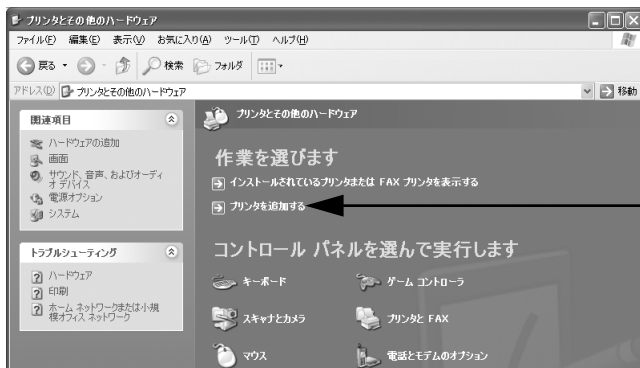 プリンタとその他のハードウェア
ファイル(F) 編集(E) 表示(V) お気に入り(A) ツール(T) ヘルプ(H)
戻る 検索 フォルダ
アドレス(D) プリンタとその他のハードウェア 移動
関連項目
ハードウェアの追加
画面
サウンド、音声、およびオーディ
オ デバイス
電源オプション
システム
トラブルシューティング
ハードウェア
印刷
ホーム ネットワークまたは小規
模オフィス ネットワーク
プリンタとその他のハードウェア
作業を選びます
インストールされているプリンタまたは FAX プリンタを表示する
プリンタを追加する
コントロール パネルを選んで実行します
キーボード ゲーム コントローラ
スキャナとカメラ プリンタと FAX
マウス 電話とモデムのオプション